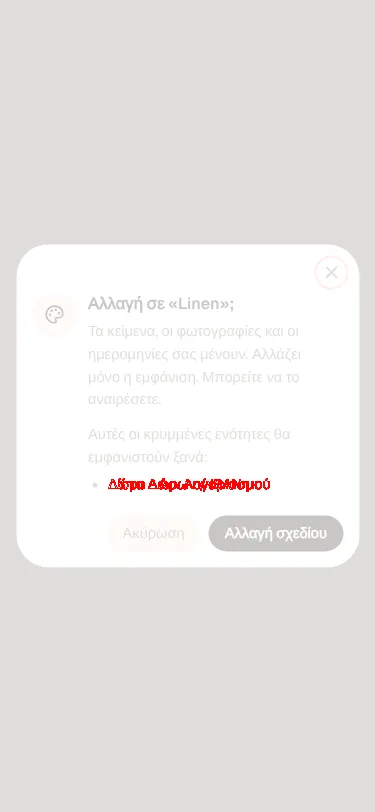 Αλλαγή σε «Linen»;
Τα κείμενα, οι φωτογραφίες και οι
ημερομηνίες σας μένουν. Αλλάζει
μόνο η εμφάνιση. Μπορείτε να το
αναιρέσετε.
Αυτές οι κρυμμένες ενότητες θα
εμφανιστούν ξανά:
Ακύρωση
Αλλαγή σχεδίου